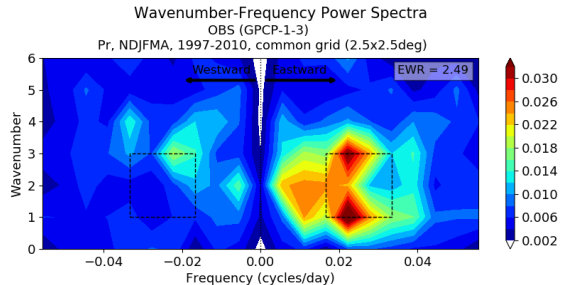 Wavenumber-Frequency Power Spectra
OBS (GPCP-1-3)
Pr, NDJFMA, 1997-2010, common grid (2.5x2.5deg)
Westward Eastward
EWR = 2.49
6
5
4
3
2
1
0
Wavenumber
−0.04 −0.02 0.00 0.02 0.04
Frequency (cycles/day)
0.030
0.026
0.022
0.018
0.014
0.010
0.006
0.002